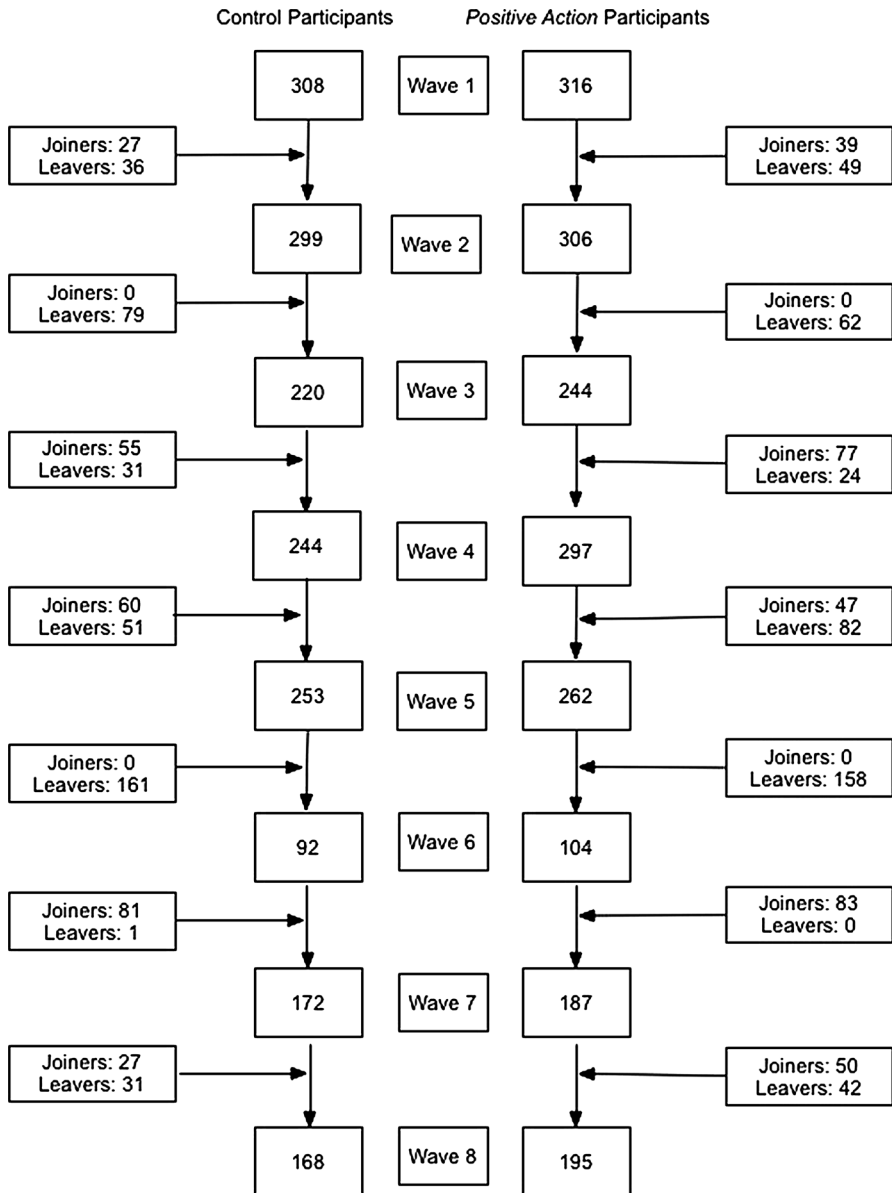 Control Participants
Positive Action Participants
308
Wave 1
316
Joiners: 27
Leavers: 36
Joiners: 39
Leavers: 49
299
Wave 2
306
Joiners: 0
Leavers: 79
Joiners: 0
Leavers: 62
220
Wave 3
244
Joiners: 55
Leavers: 31
Joiners: 77
Leavers: 24
244
Wave 4
297
Joiners: 60
Leavers: 51
Joiners: 47
Leavers: 82
253
Wave 5
262
Joiners: 0
Leavers: 161
Joiners: 0
Leavers: 158
92
Wave 6
104
Joiners: 81
Leavers: 1
Joiners: 83
Leavers: 0
172
Wave 7
187
Joiners: 27
Leavers: 31
Joiners: 50
Leavers: 42
168
Wave 8
195